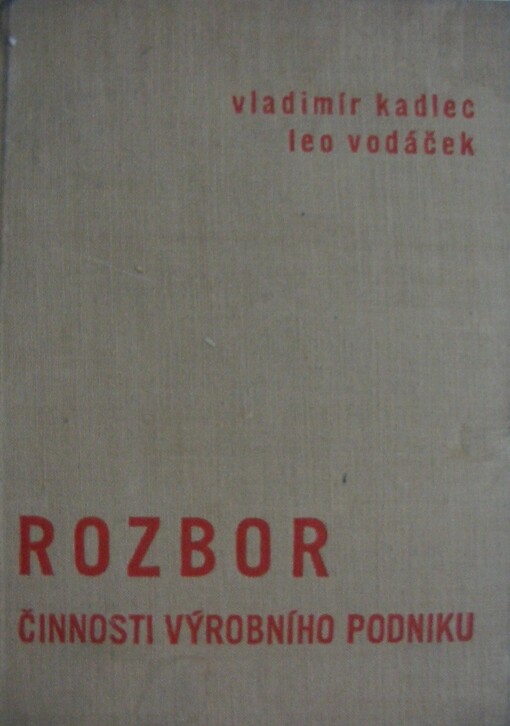 vladimír kadlec
leo vodáček
ROZBOR
ČINNOSTI VÝROBNÍHO PODNIKU